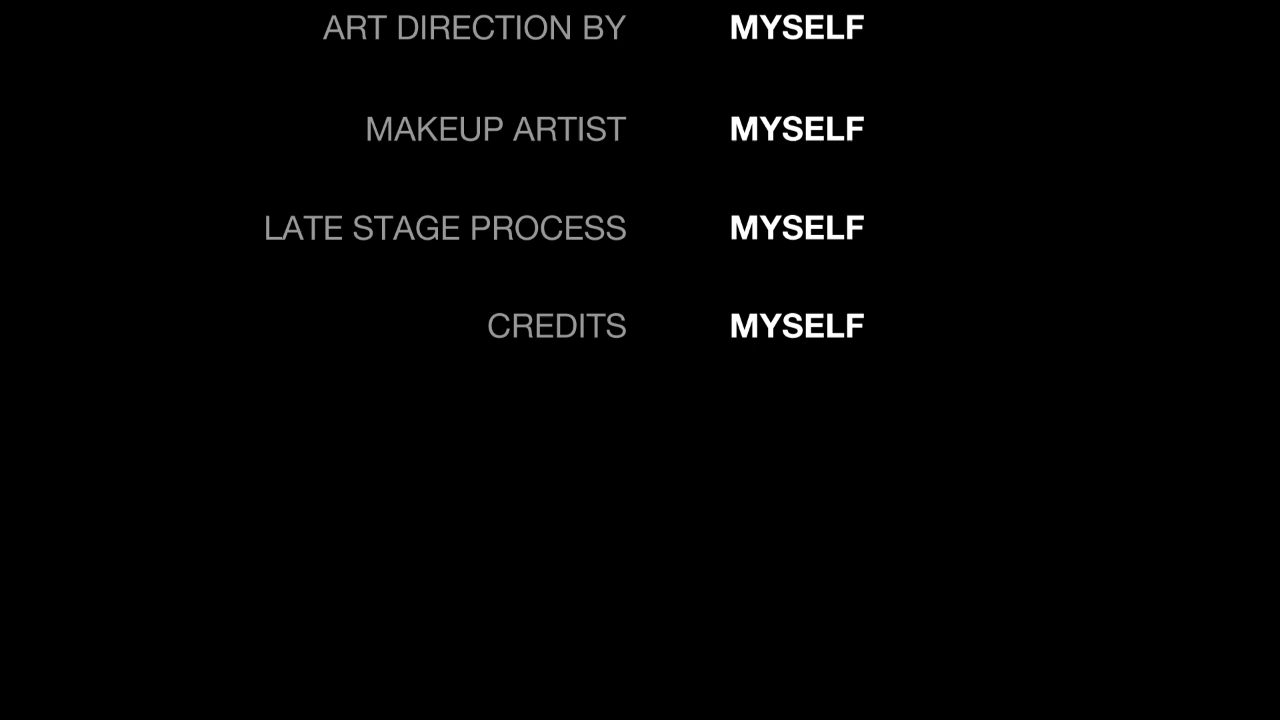 ART DIRECTION BY MYSELF
MAKEUP ARTIST MYSELF
LATE STAGE PROCESS MYSELF
CREDITS MYSELF